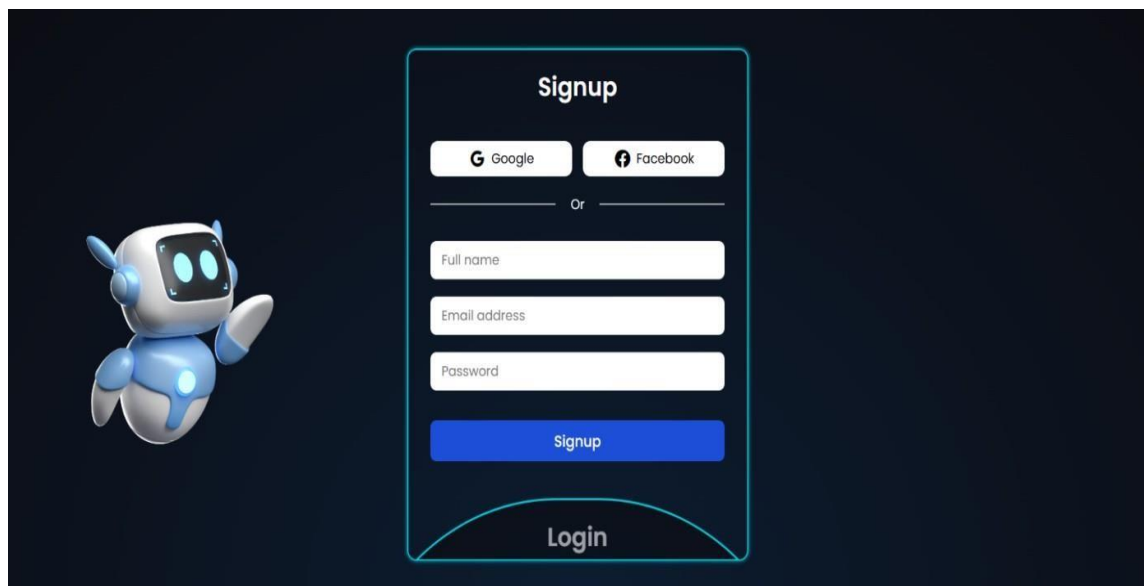 Signup
Google Facebook
Or
Full name
Email address
Password
Signup
Login